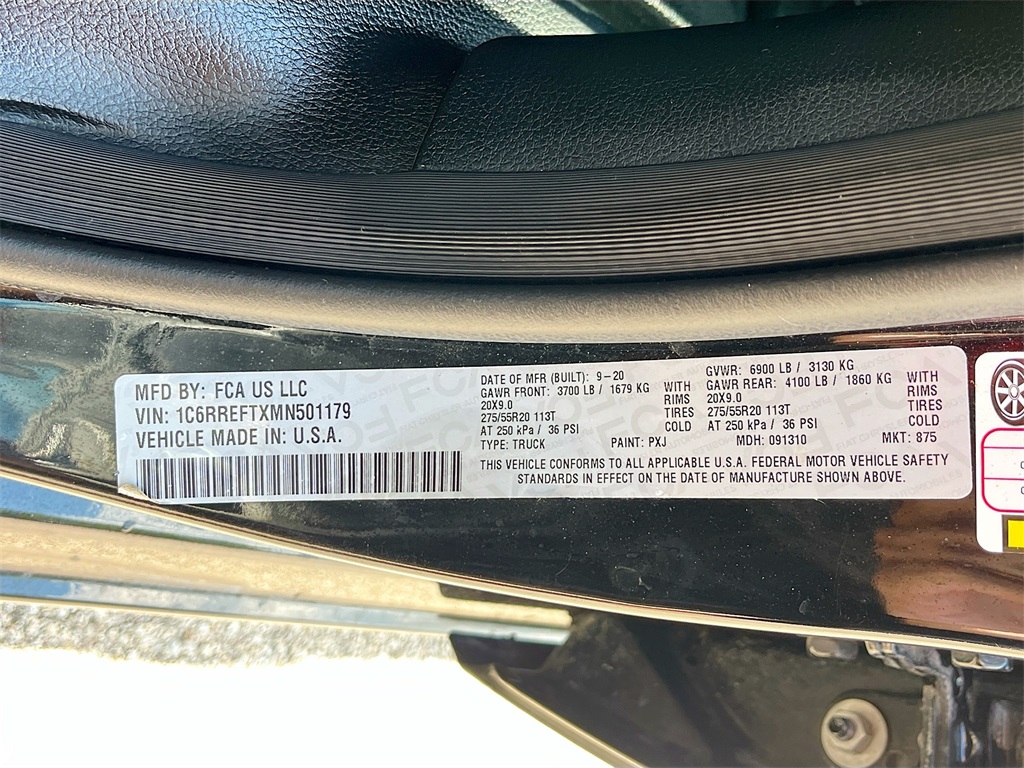 MFD BY: FCA US LLC
VIN: 1C6RREFTXMN501179
VEHICLE MADE IN: U.S.A.
DATE OF MFR (BUILT): 9-20
GAWR FRONT: 3700 LB / 1679 KG WITH
20X9.0 RIMS
275/55R20 113T TIRES
AT 250 kPa / 36 PSI COLD
TYPE: TRUCK PAINT: PXJ
GVWR: 6900 LB / 3130 KG
GAWR REAR: 4100 LB / 1860 KG WITH
20X9.0 RIMS
275/55R20 113T TIRES
AT 250 kPa / 36 PSI COLD
MDH: 091310 MKT: 875
THIS VEHICLE CONFORMS TO ALL APPLICABLE U.S.A. FEDERAL MOTOR VEHICLE SAFETY
STANDARDS IN EFFECT ON THE DATE OF MANUFACTURE SHOWN ABOVE.